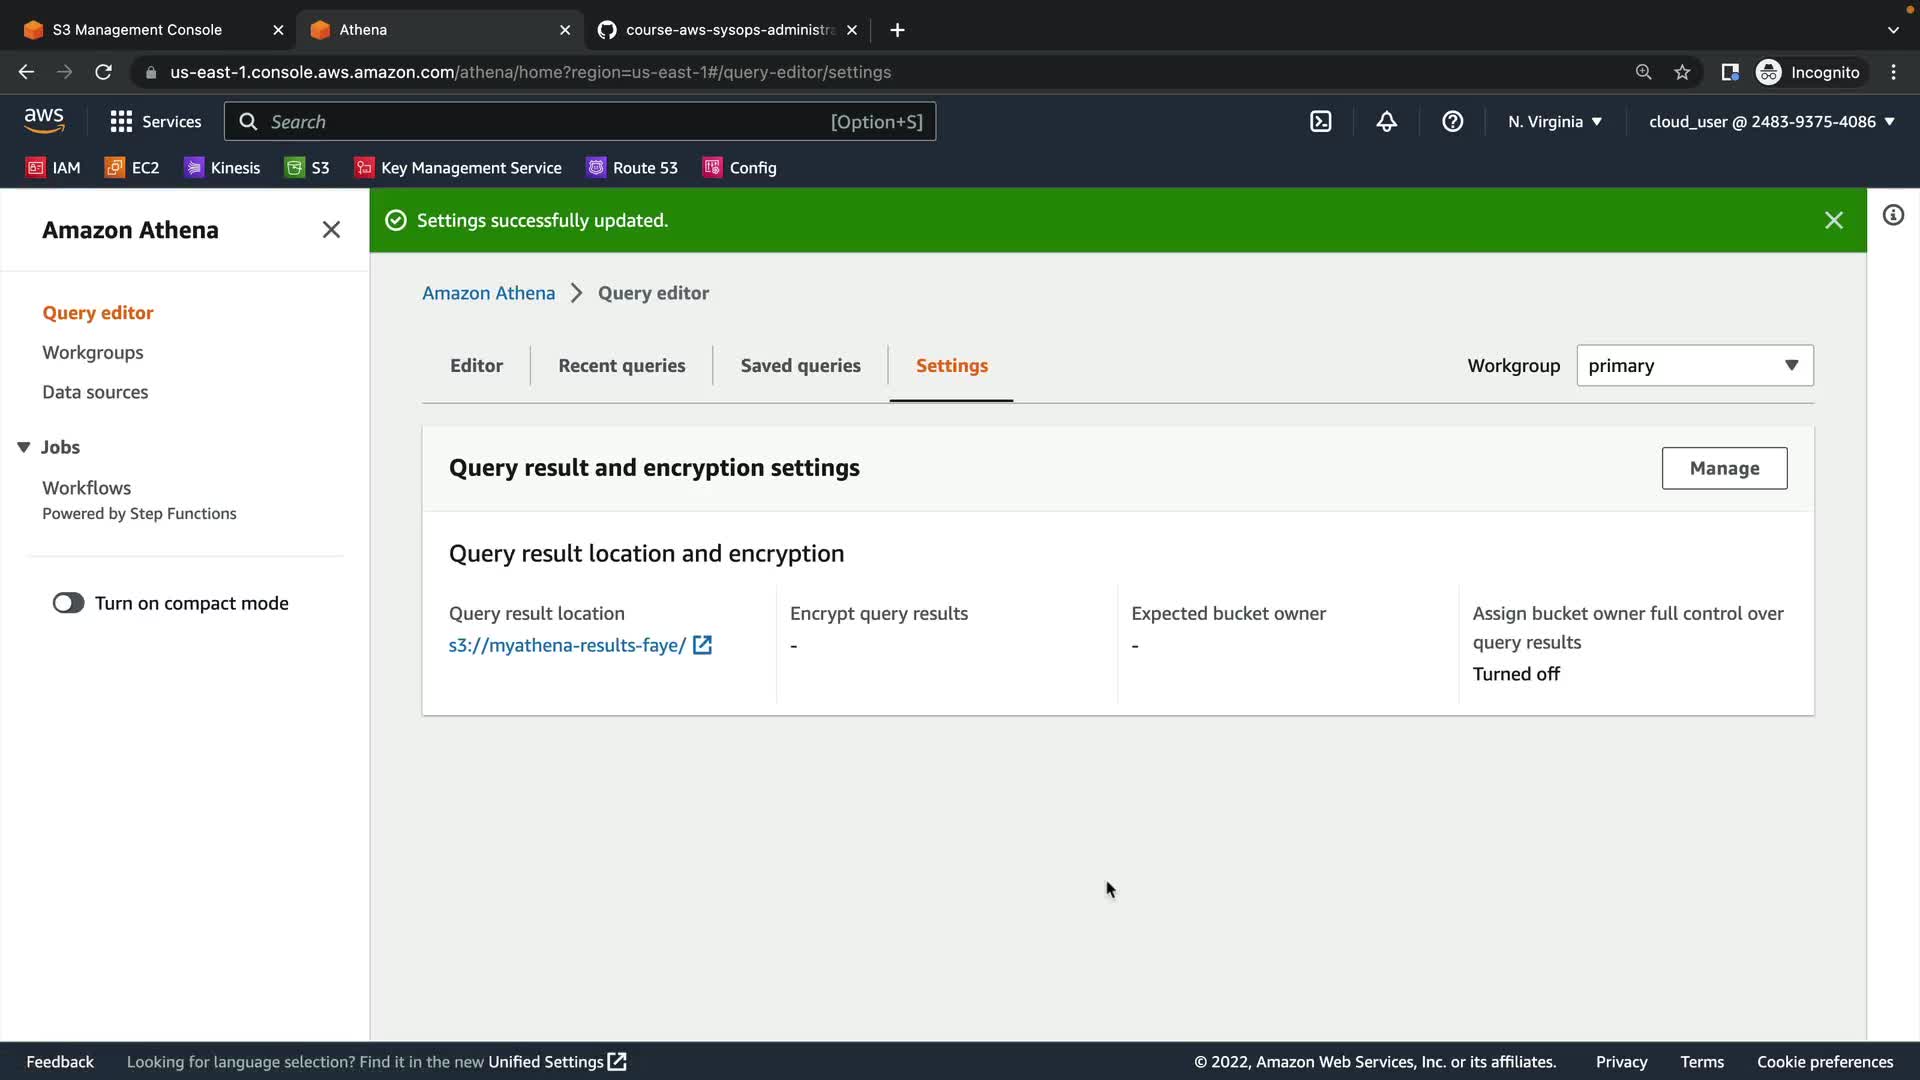 S3 Management Console
Athena
course-aws-sysops-administra
us-east-1.console.aws.amazon.com/athena/home?region=us-east-1#/query-editor/settings
Incognito
aws
Services
Search
[Option+S]
N. Virginia
cloud_user @ 2483-9375-4086
IAM
EC2
Kinesis
S3
Key Management Service
Route 53
Config
Amazon Athena
Settings successfully updated.
Query editor
Workgroups
Data sources
Jobs
Workflows
Powered by Step Functions
Turn on compact mode
Amazon Athena
Query editor
Editor
Recent queries
Saved queries
Settings
Workgroup
primary
Query result and encryption settings
Manage
Query result location and encryption
Query result location
s3://myathena-results-faye/
Encrypt query results
-
Expected bucket owner
-
Assign bucket owner full control over
query results
Turned off
Feedback
Looking for language selection? Find it in the new Unified Settings
© 2022, Amazon Web Services, Inc. or its affiliates.
Privacy
Terms
Cookie preferences